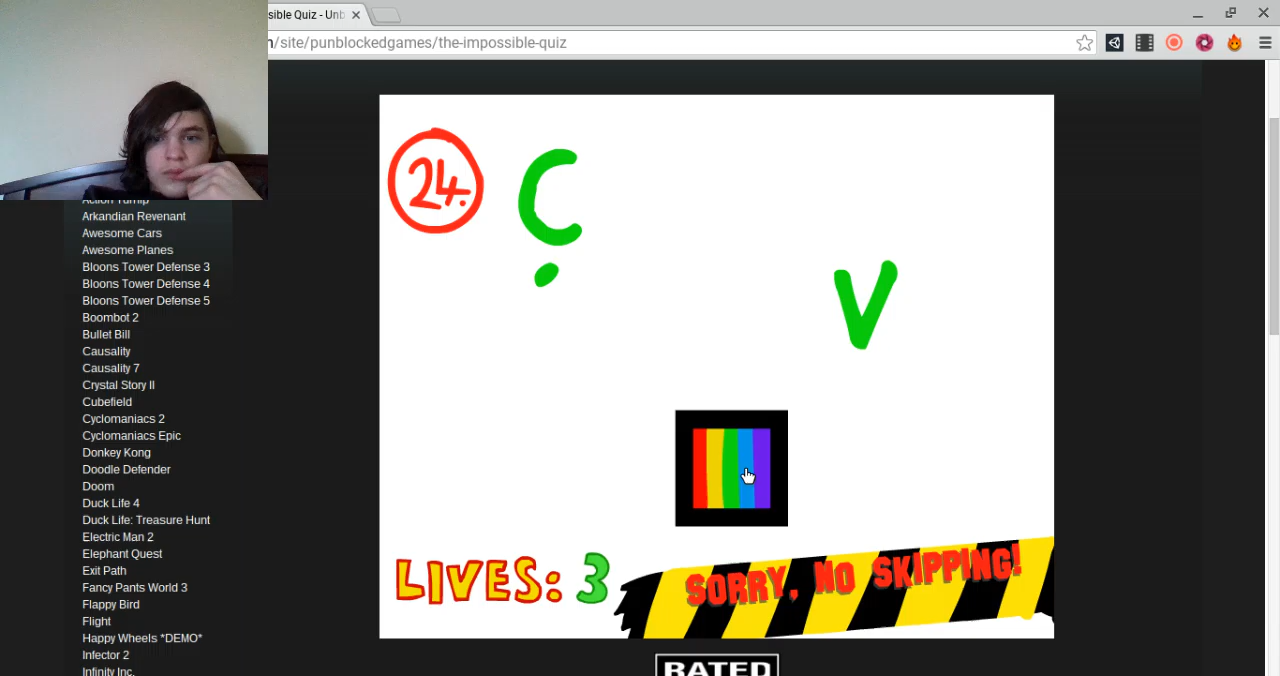 sible Quiz - Unb
/site/punblockedgames/the-impossible-quiz
Arkandian Revenant
Awesome Cars
Awesome Planes
Bloons Tower Defense 3
Bloons Tower Defense 4
Bloons Tower Defense 5
Boombot 2
Bullet Bill
Causality
Causality 7
Crystal Story II
Cubefield
Cyclomaniacs 2
Cyclomaniacs Epic
Donkey Kong
Doodle Defender
Doom
Duck Life 4
Duck Life: Treasure Hunt
Electric Man 2
Elephant Quest
Exit Path
Fancy Pants World 3
Flappy Bird
Flight
Happy Wheels *DEMO*
Infector 2
Infinity Inc.
24.
C
V
LIVES: 3
SORRY, NO SKIPPING!
RATED